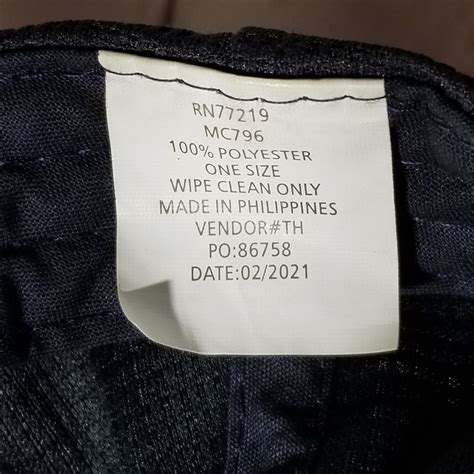 RN77219
MC796
100% POLYESTER
ONE SIZE
WIPE CLEAN ONLY
MADE IN PHILIPPINES
VENDOR#TH
PO:86758
DATE:02/2021